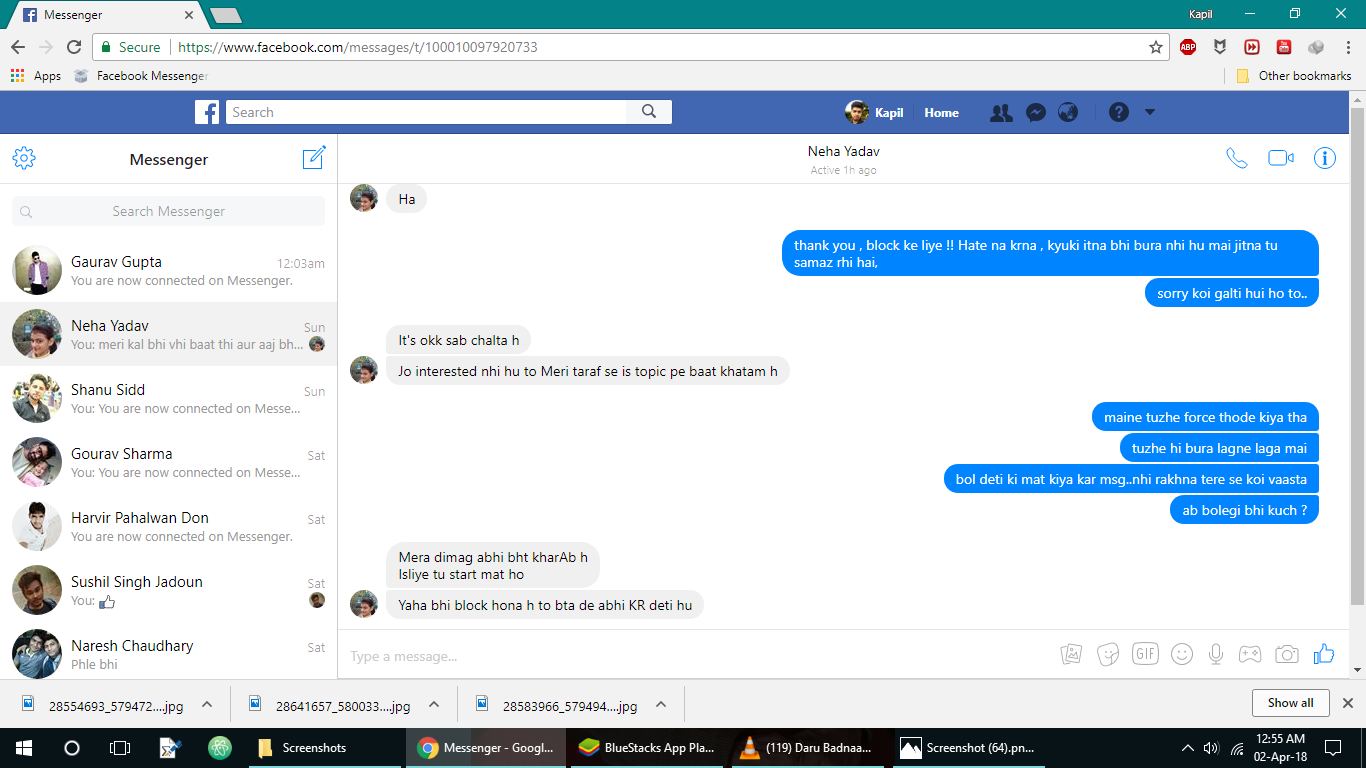 Messenger
Kapil
Secure https://www.facebook.com/messages/t/100010097920733
ABP
Apps Facebook Messenger
Other bookmarks
Search
Kapil Home
Messenger
Neha Yadav
Active 1h ago
Search Messenger
Gaurav Gupta 12:03am
You are now connected on Messenger.
Neha Yadav Sun
You: meri kal bhi vhi baat thi aur aaj bh...
Shanu Sidd Sun
You: You are now connected on Messe...
Gourav Sharma Sat
You: You are now connected on Messe...
Harvir Pahalwan Don Sat
You are now connected on Messenger.
Sushil Singh Jadoun Sat
You:
Naresh Chaudhary Sat
Phle bhi
Ha
thank you , block ke liye !! Hate na krna , kyuki itna bhi bura nhi hu mai jitna tu
samaz rhi hai,
sorry koi galti hui ho to..
It's okk sab chalta h
Jo interested nhi hu to Meri taraf se is topic pe baat khatam h
maine tuzhe force thode kiya tha
tuzhe hi bura lagne laga mai
bol deti ki mat kiya kar msg..nhi rakhna tere se koi vaasta
ab bolegi bhi kuch ?
Mera dimag abhi bht kharAb h
Isliye tu start mat ho
Yaha bhi block hona h to bta de abhi KR deti hu
Type a message...
GIF
28554693_579472....jpg
28641657_580033....jpg
28583966_579494....jpg
Show all
Screenshots
Messenger - Googl...
BlueStacks App Pla...
(119) Daru Badnaa...
Screenshot (64).pn...
12:55 AM
02-Apr-18